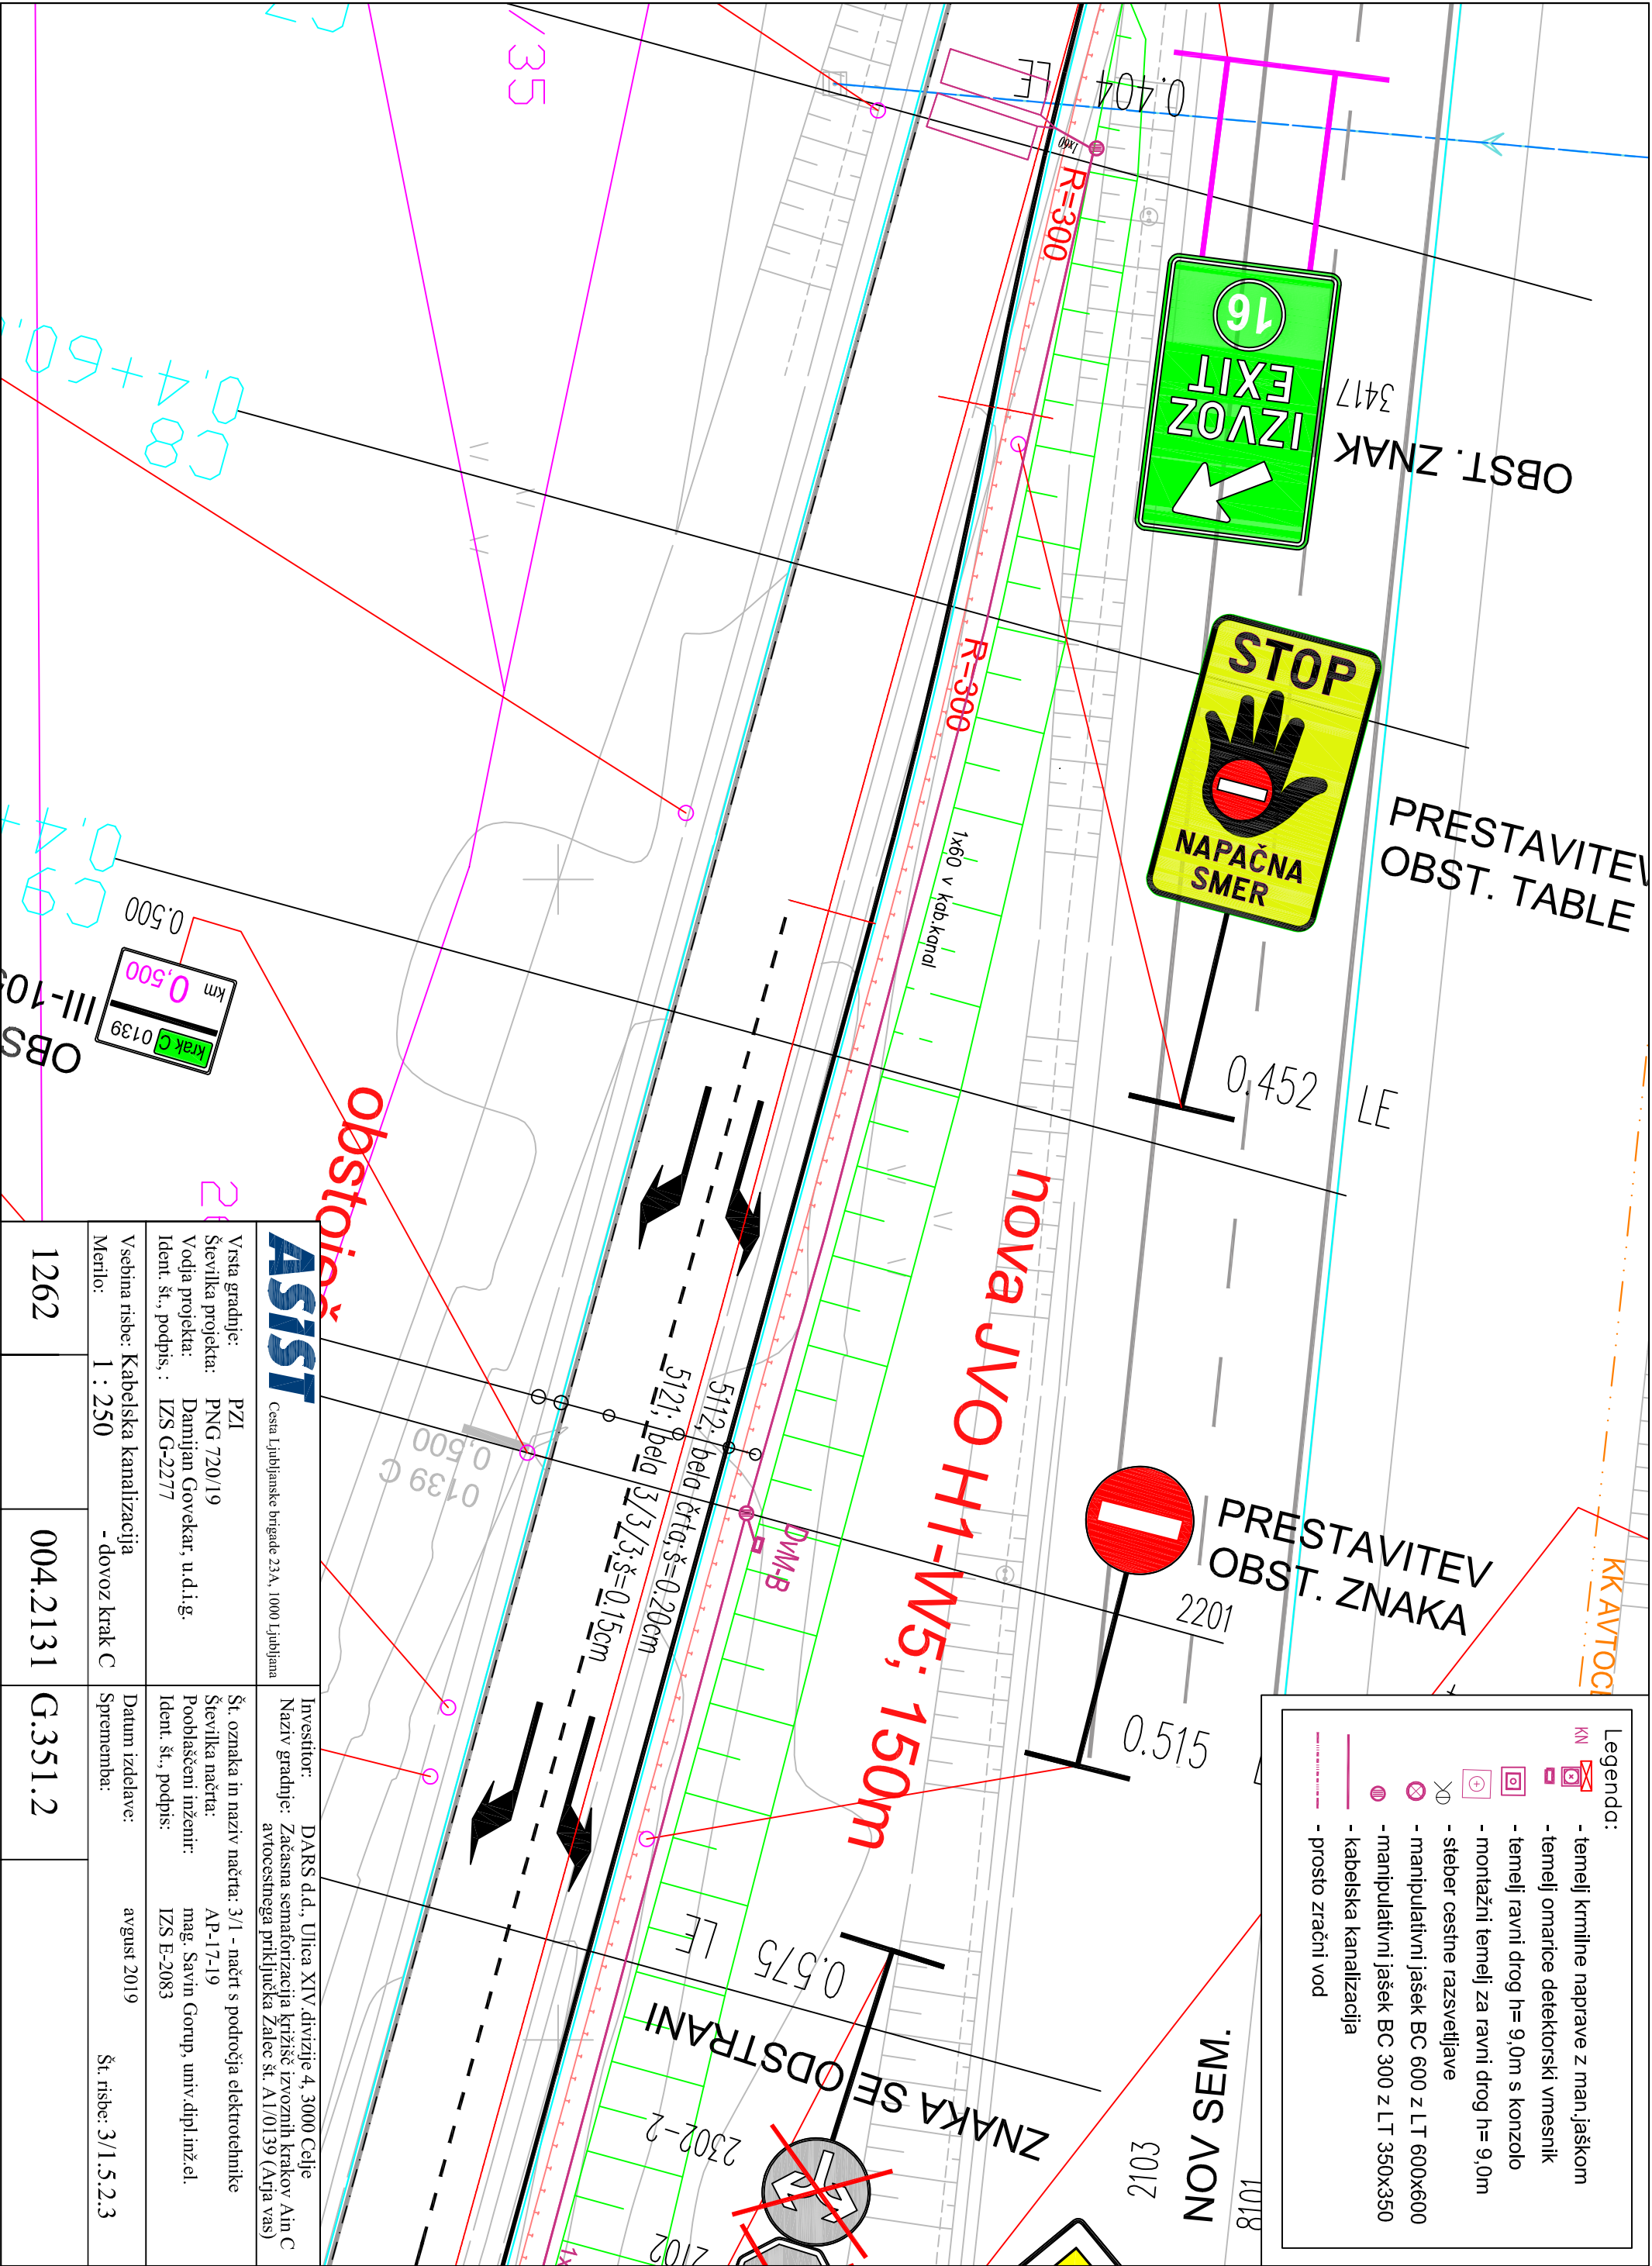 /35
LE
0.404
1x60
R=300
16
EXIT
IZVOZ
3417
OBST. ZNAK
STOP
NAPAČNA
SMER
PRESTAVITEV
OBST. TABLE
R=300
1x60 v kab.kanal
C8
0.4+60.0
C9
0.4+
0.500
km 0,500
krak C 0139
OBS
0.452
LE
obstoječ
nova JVO H1-W5; 150m
5112; bela črta;š=0.20cm
5121; bela 3/3/3;š=0.15cm
0139 C
0,500
DVM-B
PRESTAVITEV
OBST. ZNAKA
2201
0.515
KK AVTOC
LE
0.575
ZNAKA SE ODSTRANI
2302-2
2102
2103
NOV SEM.
1018
Legenda:
KN - temelj krmilne naprave z man.jaškom
- temelj omarice detektorski vmesnik
- temelj ravni drog h= 9,0m s konzolo
- montažni temelj za ravni drog h= 9,0m
- steber cestne razsvetljave
- manipulativni jašek BC 600 z LT 600x600
- manipulativni jašek BC 300 z LT 350x350
- kabelska kanalizacija
- prosto zračni vod
ASIST Cesta Ljubljanske brigade 23A, 1000 Ljubljana
Investitor: DARS d.d., Ulica XIV.divizije 4, 3000 Celje
Naziv gradnje: Začasna semaforizacija križišč izvoznih krakov A in C
avtocestnega priključka Žalec št. A1/0139 (Arja vas)
Vrsta gradnje: PZI
Številka projekta: PNG 720/19
Vodja projekta: Damijan Govekar, u.d.i.g.
Ident. št., podpis, : IZS G-2277
Št. oznaka in naziv načrta: 3/1 - načrt s področja elektrotehnike
Številka načrta: AP-17-19
Pooblaščeni inženir: mag. Savin Gorup, univ.dipl.inž.el.
Ident. št., podpis: IZS E-2083
Vsebina risbe: Kabelska kanalizacija
- dovoz krak C
Merilo: 1 : 250
Datum izdelave: avgust 2019
Sprememba:
Št. risbe: 3/1.5.2.3
1262
004.2131
G.351.2